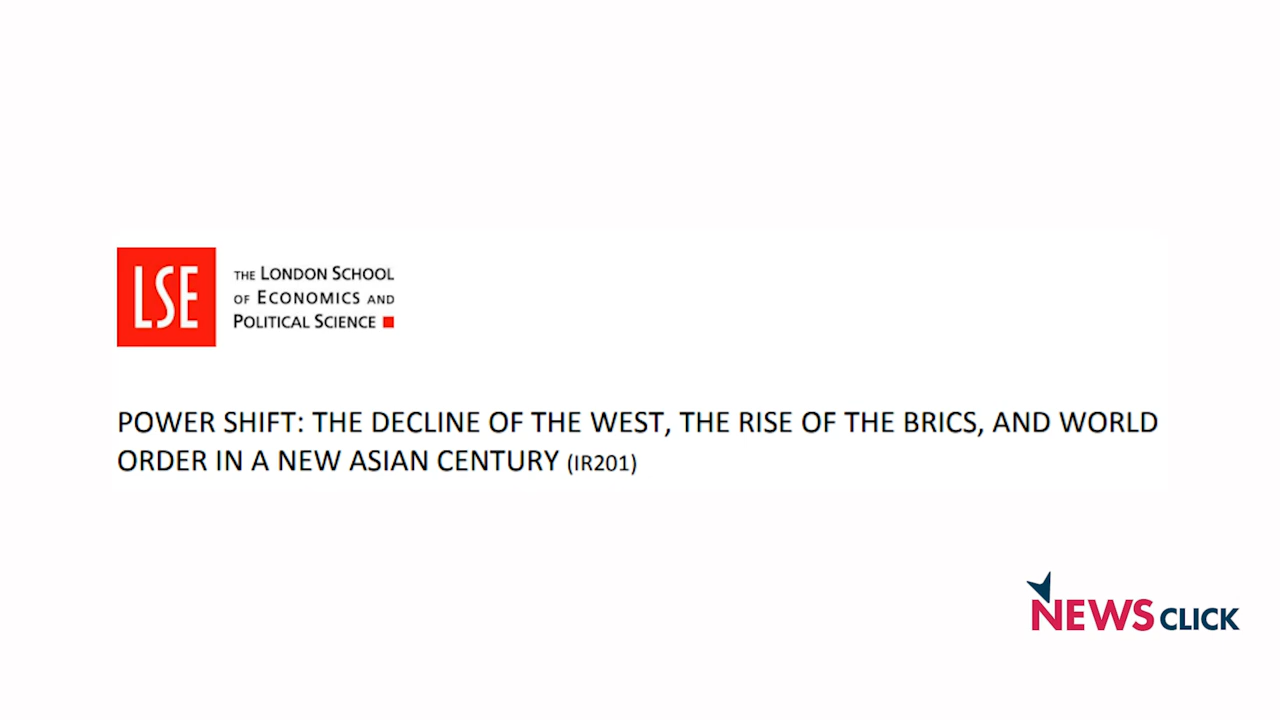 LSE
THE LONDON SCHOOL
OF ECONOMICS AND
POLITICAL SCIENCE
POWER SHIFT: THE DECLINE OF THE WEST, THE RISE OF THE BRICS, AND WORLD
ORDER IN A NEW ASIAN CENTURY (IR201)
NEWSCLICK